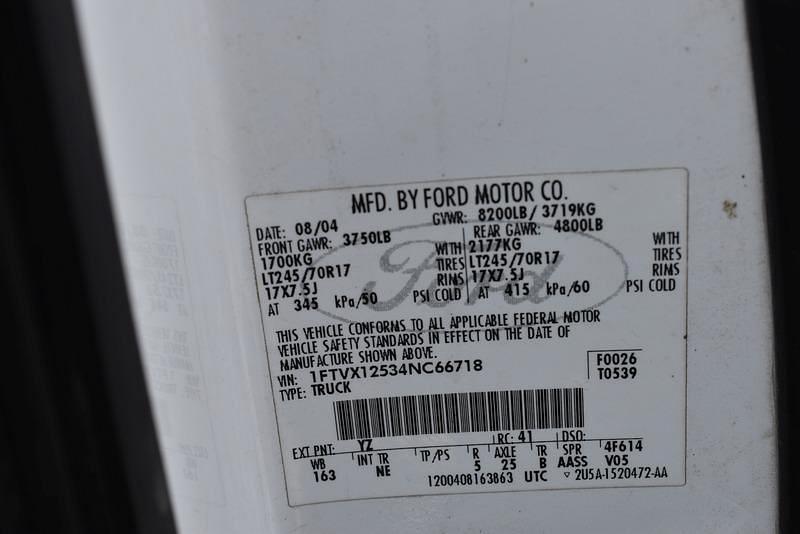 MFD. BY FORD MOTOR CO.
DATE: 08/04 GVWR: 8200LB / 3719KG
FRONT GAWR: 3750LB REAR GAWR: 4800LB
1700KG WITH 2177KG WITH
LT245/70R17 TIRES LT245/70R17 TIRES
17X7.5J RIMS 17X7.5J RIMS
AT 345 kPa/50 PSI COLD AT 415 kPa/60 PSI COLD
Ford
THIS VEHICLE CONFORMS TO ALL APPLICABLE FEDERAL MOTOR
VEHICLE SAFETY STANDARDS IN EFFECT ON THE DATE OF
MANUFACTURE SHOWN ABOVE.
VIN: 1FTVX12534NC66718 F0026
TYPE: TRUCK T0539
EXT PNT: YZ RC: 41 DSO:
WB INT TR TP/PS R AXLE TR SPR 4F614
163 NE 5 25 B AASS V05
1200408163863 UTC 2U5A-1520472-AA